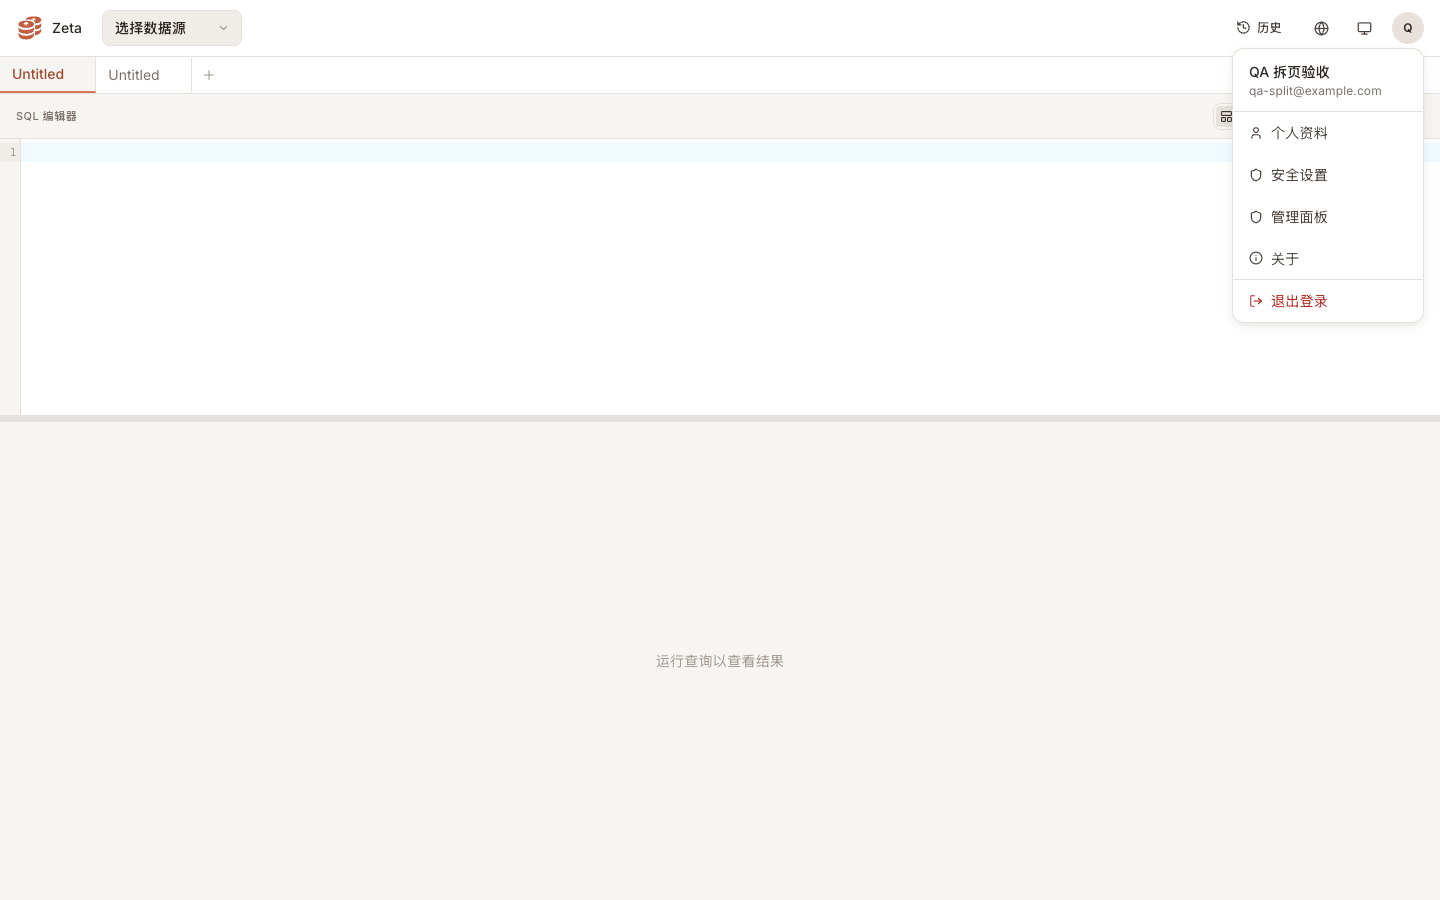 Zeta
选择数据源
历史
Q
Untitled
Untitled
SQL 编辑器
1
QA 拆页验收
qa-split@example.com
个人资料
安全设置
管理面板
关于
退出登录
运行查询以查看结果